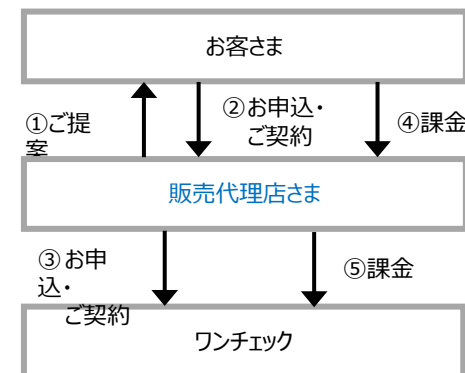 お客さま
①ご提
案
②お申込・
ご契約
④課金
販売代理店さま
③お申
込・
ご契約
⑤課金
ワンチェック